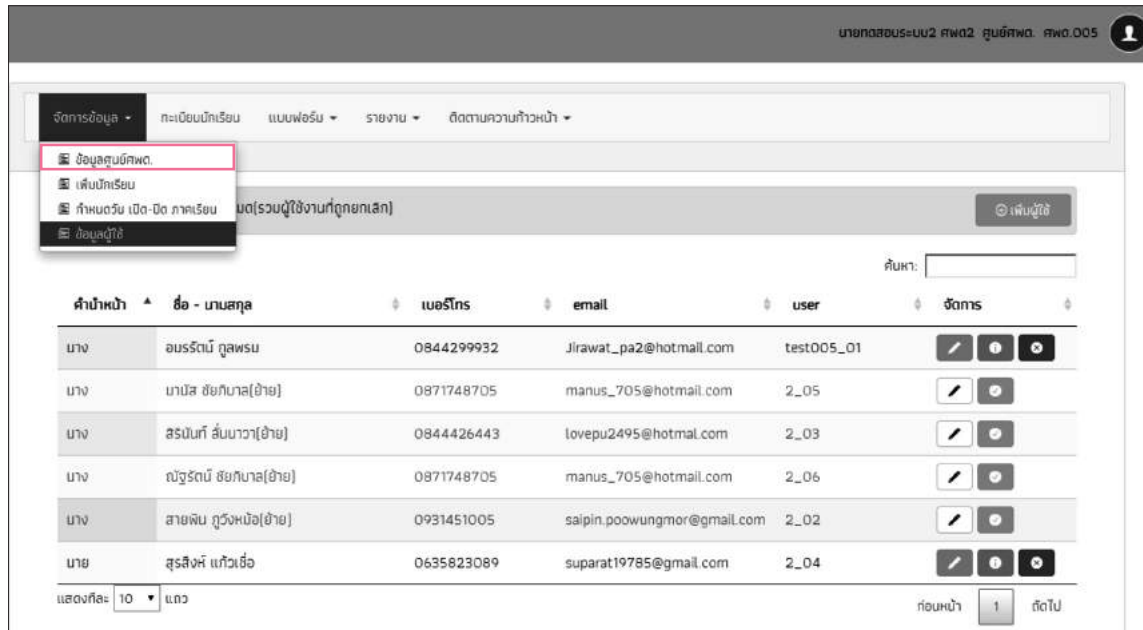 นายทดสอบระบบ2 ศพด2 ศูนย์ศพด. ศพด.005
จัดการข้อมูล ทะเบียนนักเรียน แบบฟอร์ม รายงาน ติดตามความก้าวหน้า
ข้อมูลศูนย์ศพด.
เพิ่มนักเรียน
กำหนดวัน เปิด-ปิด ภาคเรียน
ข้อมูลผู้ใช้
มด(รวมผู้ใช้งานที่ถูกยกเลิก) เพิ่มผู้ใช้
ค้นหา:
คำนำหน้า ชื่อ - นามสกุล เบอร์โทร email user จัดการ
นาง อมรรัตน์ กูลพรม 0844299932 Jirawat_pa2@hotmail.com test005_01
นาง มานัส ชัยภิบาล(ย้าย) 0871748705 manus_705@hotmail.com 2_05
นาง สิรินันท์ ลั่นนาวา(ย้าย) 0844426443 lovepu2495@hotmal.com 2_03
นาง ณัฐรัตน์ ชัยภิบาล(ย้าย) 0871748705 manus_705@hotmail.com 2_06
นาง สายพิน ภูวังหม้อ(ย้าย) 0931451005 saipin.poowungmor@gmail.com 2_02
นาย สุรสิงห์ แก้วเชื่อ 0635823089 suparat19785@gmail.com 2_04
แสดงทีละ 10 แถว ก่อนหน้า 1 ถัดไป